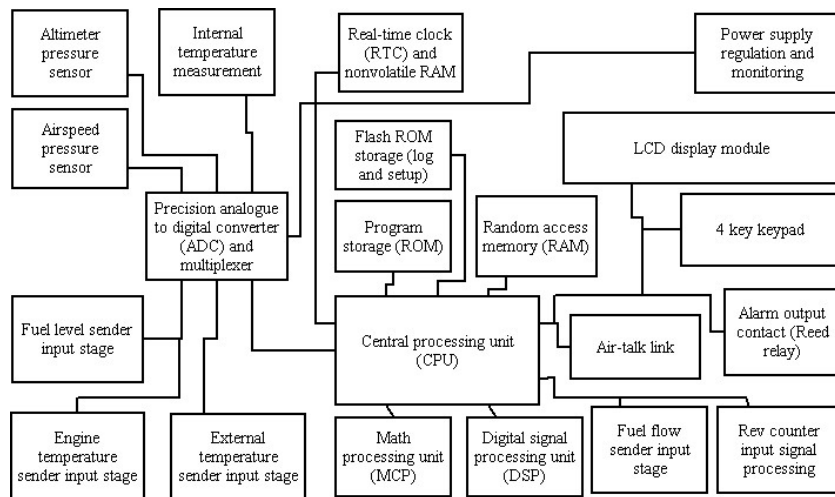 Altimeter
pressure
sensor
Internal
temperature
measurement
Real-time clock
(RTC) and
nonvolatile RAM
Power supply
regulation and
monitoring
Airspeed
pressure
sensor
Flash ROM
storage (log
and setup)
LCD display module
Precision analogue
to digital converter
(ADC) and
multiplexer
Program
storage (ROM)
Random access
memory (RAM)
4 key keypad
Fuel level sender
input stage
Central processing unit
(CPU)
Air-talk link
Alarm output
contact (Reed
relay)
Engine
temperature
sender input stage
External
temperature
sender input stage
Math
processing unit
(MCP)
Digital signal
processing unit
(DSP)
Fuel flow
sender input
stage
Rev counter
input signal
processing